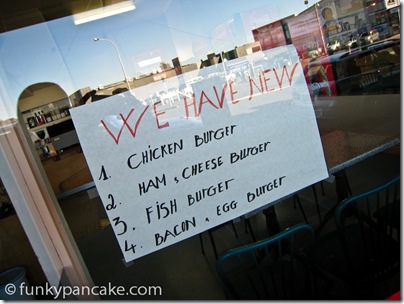 WE HAVE NEW
1. CHICKEN BURGER
2. HAM & CHEESE BURGER
3. FISH BURGER
4. BACON & EGG BURGER
© funkypancake.com